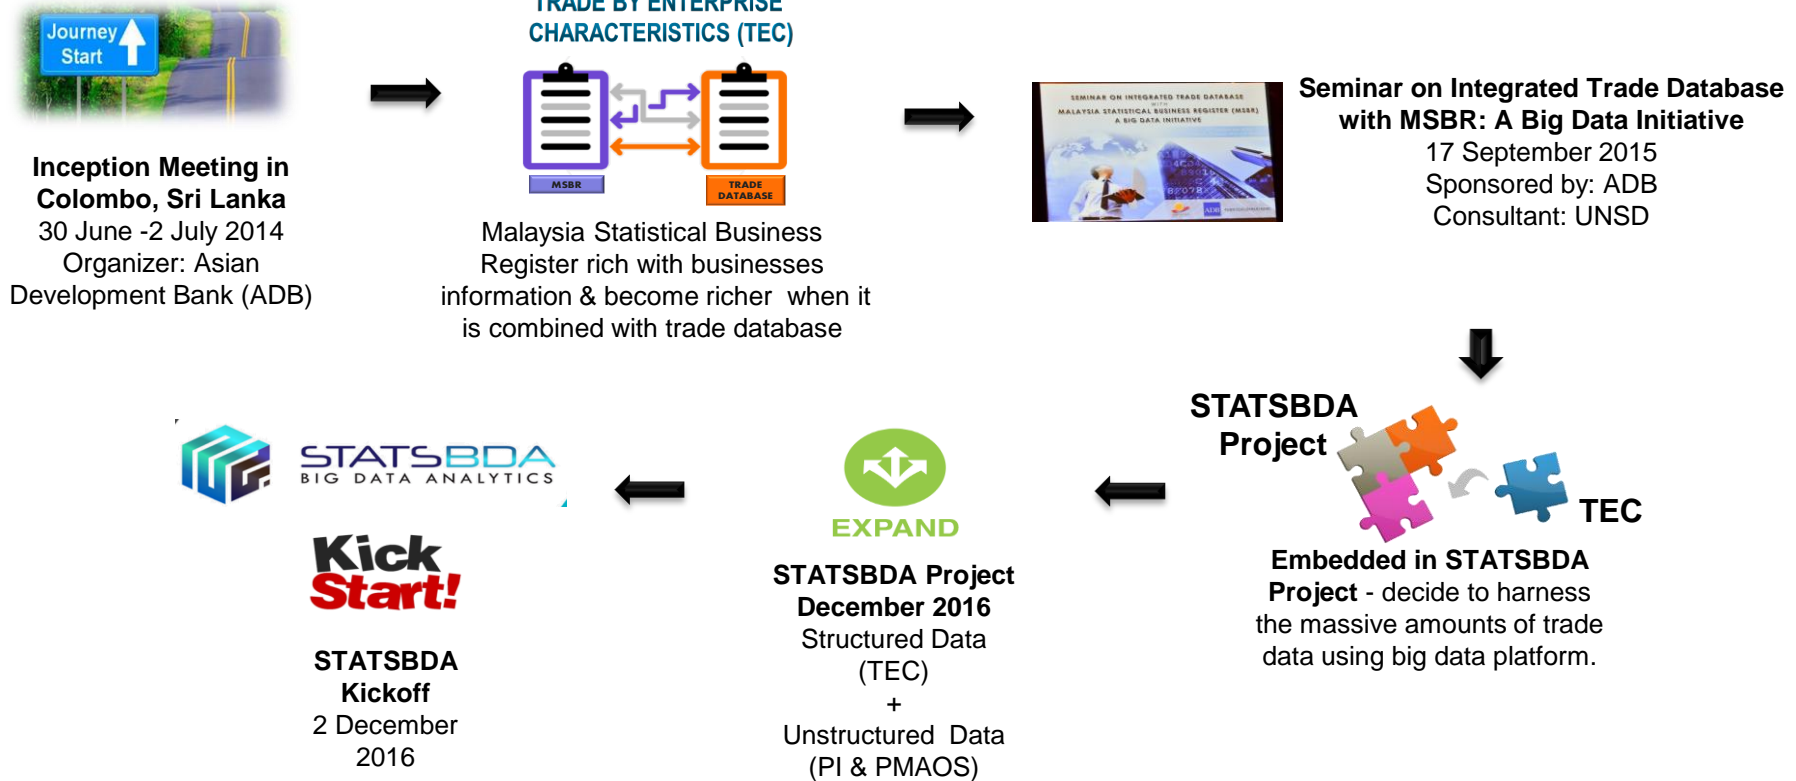 Journey
Start
Inception Meeting in
Colombo, Sri Lanka
30 June -2 July 2014
Organizer: Asian
Development Bank (ADB)
TRADE BY ENTERPRISE
CHARACTERISTICS (TEC)
MSBR
TRADE
DATABASE
Malaysia Statistical Business
Register rich with businesses
information & become richer when it
is combined with trade database
SEMINAR ON INTEGRATED TRADE DATABASE
WITH
MALAYSIA STATISTICAL BUSINESS REGISTER (MSBR)
A BIG DATA INITIATIVE
ADB
Seminar on Integrated Trade Database
with MSBR: A Big Data Initiative
17 September 2015
Sponsored by: ADB
Consultant: UNSD
STATSBDA
Project
TEC
Embedded in STATSBDA
Project - decide to harness
the massive amounts of trade
data using big data platform.
EXPAND
STATSBDA Project
December 2016
Structured Data
(TEC)
+
Unstructured Data
(PI & PMAOS)
STATSBDA
BIG DATA ANALYTICS
Kick
Start!
STATSBDA
Kickoff
2 December
2016